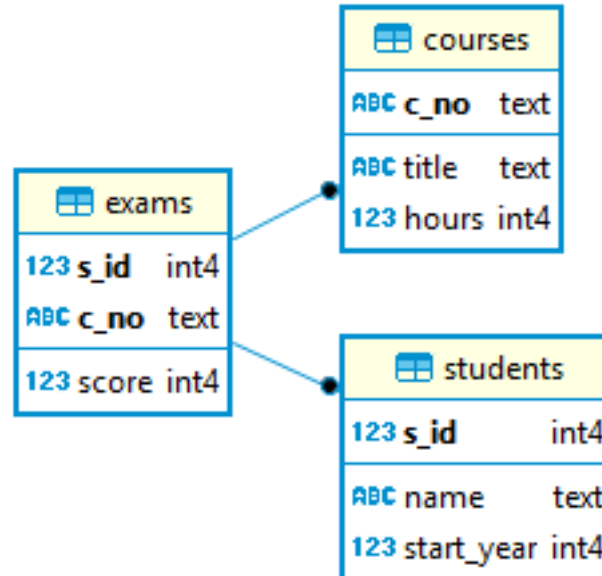 courses
ABC c_no text
ABC title text
123 hours int4
exams
123 s_id int4
ABC c_no text
123 score int4
students
123 s_id int4
ABC name text
123 start_year int4